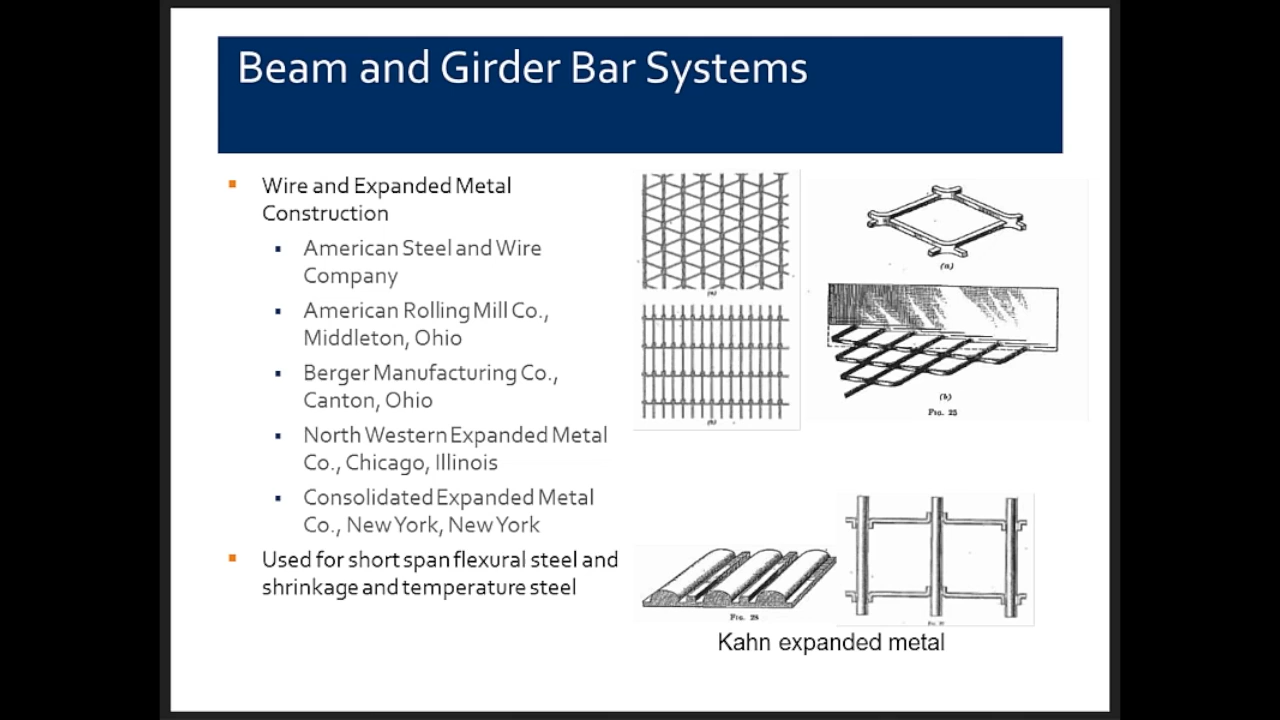 Beam and Girder Bar Systems
Wire and Expanded Metal
Construction
American Steel and Wire
Company
American Rolling Mill Co.,
Middleton, Ohio
Berger Manufacturing Co.,
Canton, Ohio
North Western Expanded Metal
Co., Chicago, Illinois
Consolidated Expanded Metal
Co., New York, New York
Used for short span flexural steel and
shrinkage and temperature steel
(a)
(b)
(a)
(b)
FIG. 25
FIG. 28
Kahn expanded metal